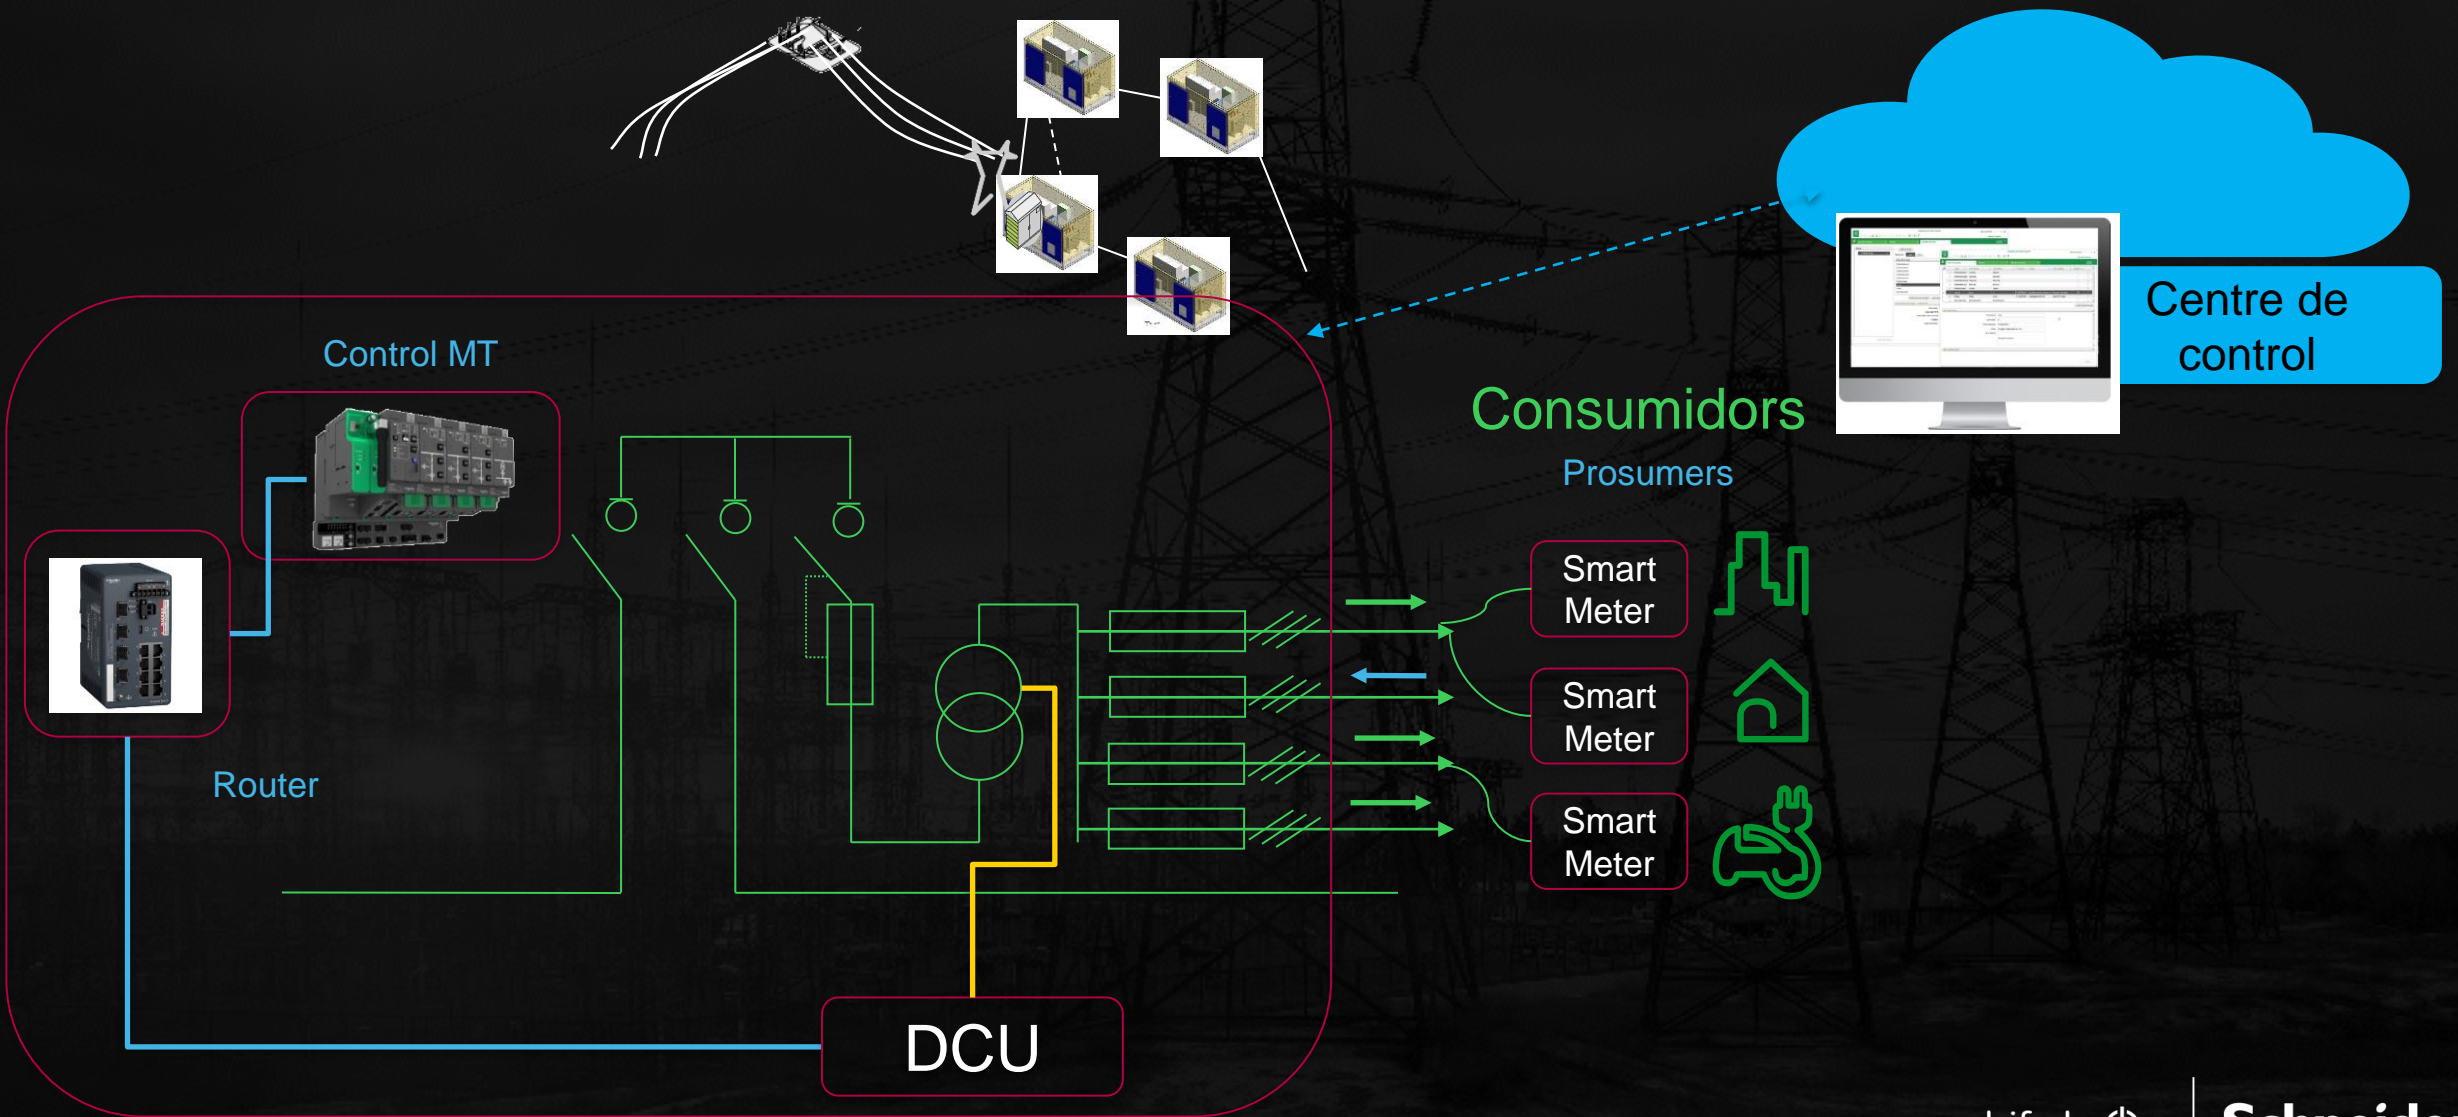 Centre de
control
Control MT
Consumidors
Prosumers
Smart
Meter
Smart
Meter
Router
Smart
Meter
DCU